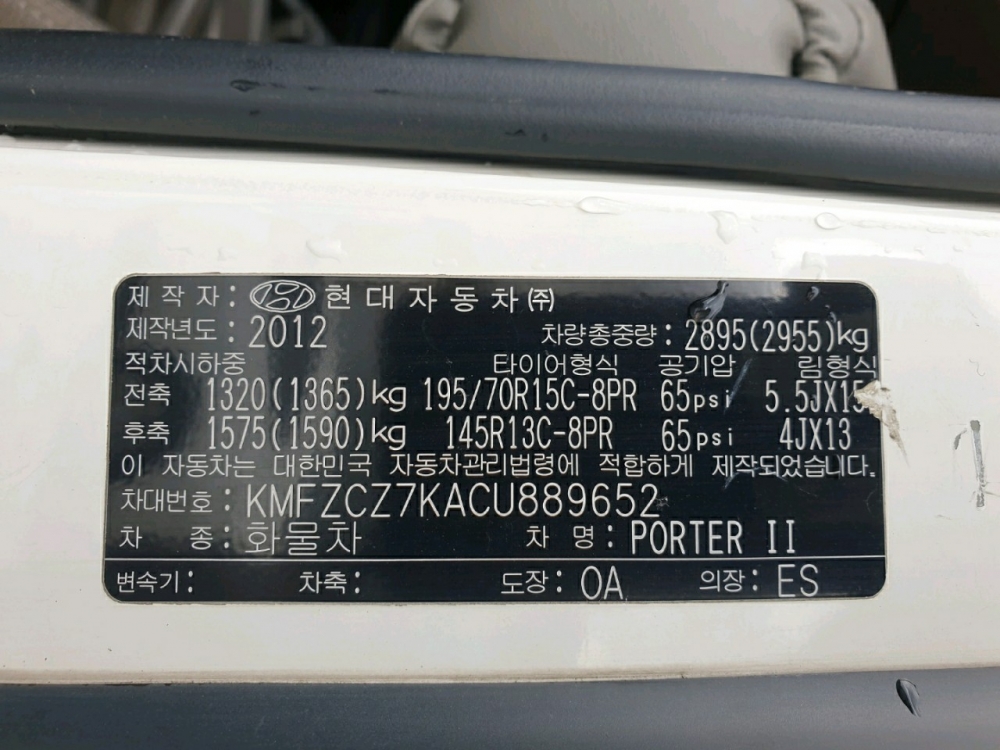 제작자: 현대자동차㈜
제작년도: 2012 차량총중량: 2895(2955)kg
적차시하중 타이어형식 공기압 림형식
전축 1320(1365)kg 195/70R15C-8PR 65psi 5.5JX15
후축 1575(1590)kg 145R13C-8PR 65psi 4JX13
이 자동차는 대한민국 자동차관리법령에 적합하게 제작되었습니다.
차대번호: KMFZCZ7KACU889652
차 종: 화물차 차 명: PORTER II
변속기: 차축: 도장: OA 의장: ES